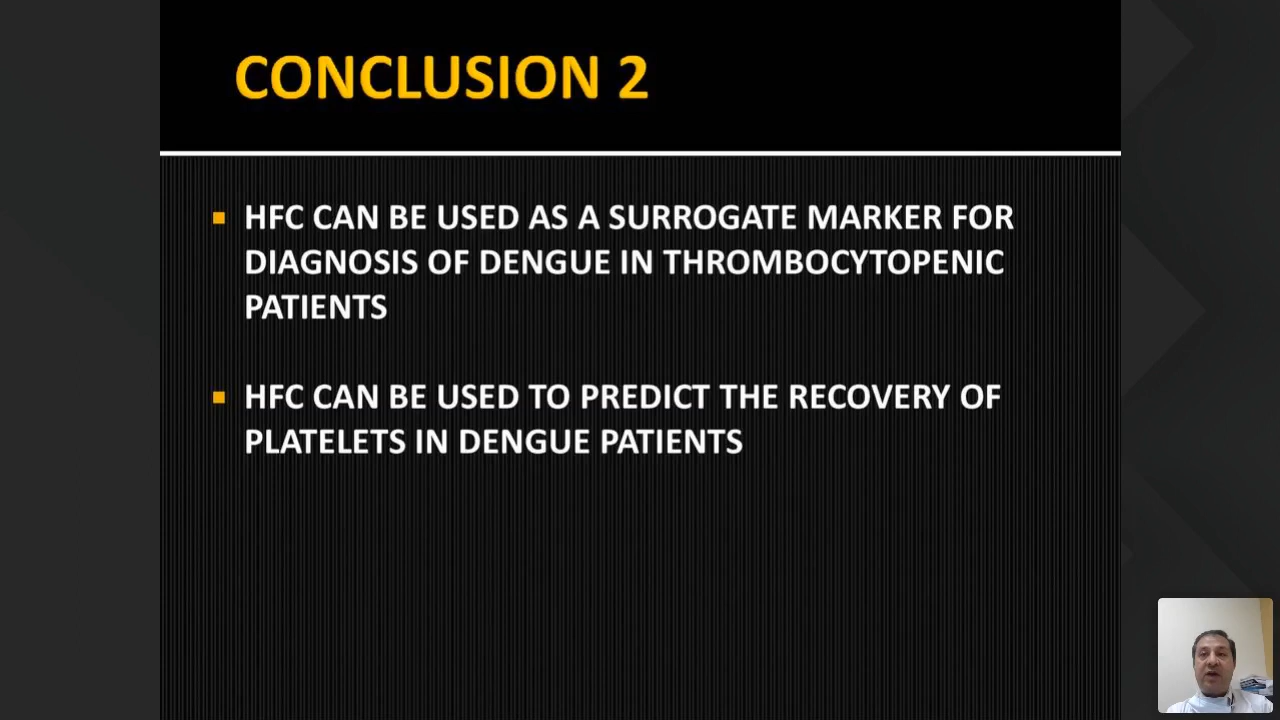 CONCLUSION 2
HFC CAN BE USED AS A SURROGATE MARKER FOR
DIAGNOSIS OF DENGUE IN THROMBOCYTOPENIC
PATIENTS
HFC CAN BE USED TO PREDICT THE RECOVERY OF
PLATELETS IN DENGUE PATIENTS